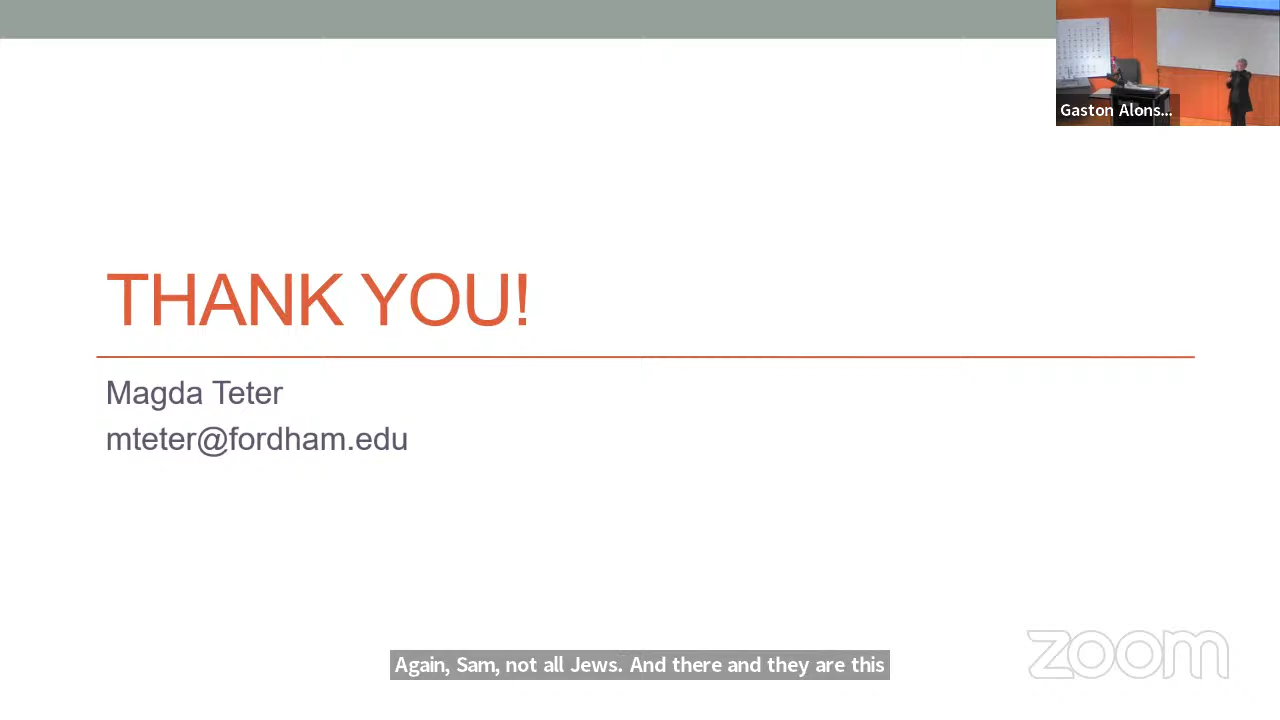 Gaston Alons...
THANK YOU!
Magda Teter
mteter@fordham.edu
Again, Sam, not all Jews. And there and they are this
zoom